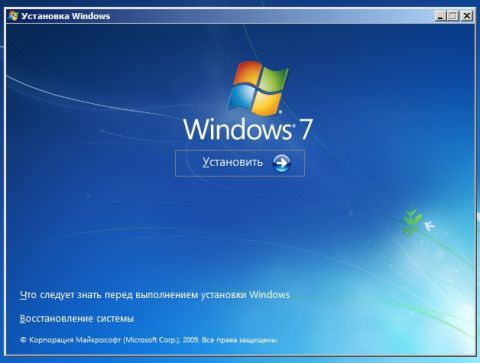 Установка Windows
Windows 7
Установить
Что следует знать перед выполнением установки Windows
Восстановление системы
© Корпорация Майкрософт (Microsoft Corp.), 2009. Все права защищены.